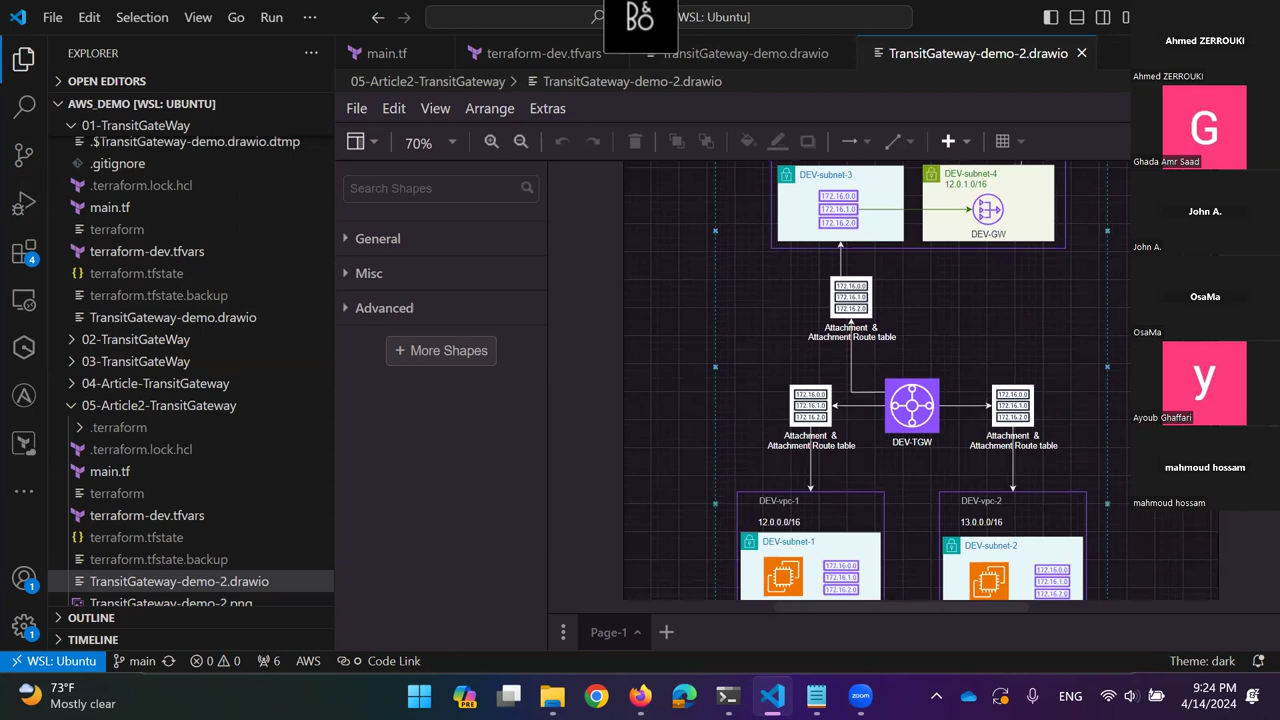 File Edit Selection View Go Run ··· [WSL: Ubuntu]
B&
BO
EXPLORER ···
OPEN EDITORS
AWS_DEMO [WSL: UBUNTU]
01-TransitGateWay
.$TransitGateway-demo.drawio.dtmp
.gitignore
.terraform.lock.hcl
main.tf
terraform
terraform-dev.tfvars
{} terraform.tfstate
terraform.tfstate.backup
TransitGateway-demo.drawio
02-TransitGateWay
03-TransitGateWay
04-Article-TransitGateway
05-Article2-TransitGateway
.terraform
.terraform.lock.hcl
main.tf
terraform
terraform-dev.tfvars
{} terraform.tfstate
terraform.tfstate.backup
TransitGateway-demo-2.drawio
TransitGateway-demo-2.png
OUTLINE
TIMELINE
4
1
1
main.tf
terraform-dev.tfvars
TransitGateway-demo.drawio
TransitGateway-demo-2.drawio
05-Article2-TransitGateway > TransitGateway-demo-2.drawio
File Edit View Arrange Extras
70%
Search Shapes
General
Misc
Advanced
+ More Shapes
DEV-subnet-3
172.16.0.0
172.16.1.0
172.16.2.0
DEV-subnet-4
12.0.1.0/16
DEV-GW
172.16.0.0
172.16.1.0
172.16.2.0
Attachment &
Attachment Route table
172.16.0.0
172.16.1.0
172.16.2.0
Attachment &
Attachment Route table
DEV-TGW
172.16.0.0
172.16.1.0
172.16.2.0
Attachment &
Attachment Route table
DEV-vpc-1
12.0.0.0/16
DEV-subnet-1
172.16.0.0
172.16.1.0
172.16.2.0
DEV-vpc-2
13.0.0.0/16
DEV-subnet-2
172.16.0.0
172.16.1.0
172.16.2.0
Page-1
Ahmed ZERROUKI
Ahmed ZERROUKI
G
Ghada Amr Saad
John A.
John A.
OsaMa
OsaMa
y
Ayoub Ghaffari
mahmoud hossam
mahmoud hossam
WSL: Ubuntu main 0 0 6 AWS 0 Code Link Theme: dark
73°F
Mostly clear
PRE
zoom
ENG
9:24 PM
4/14/2024